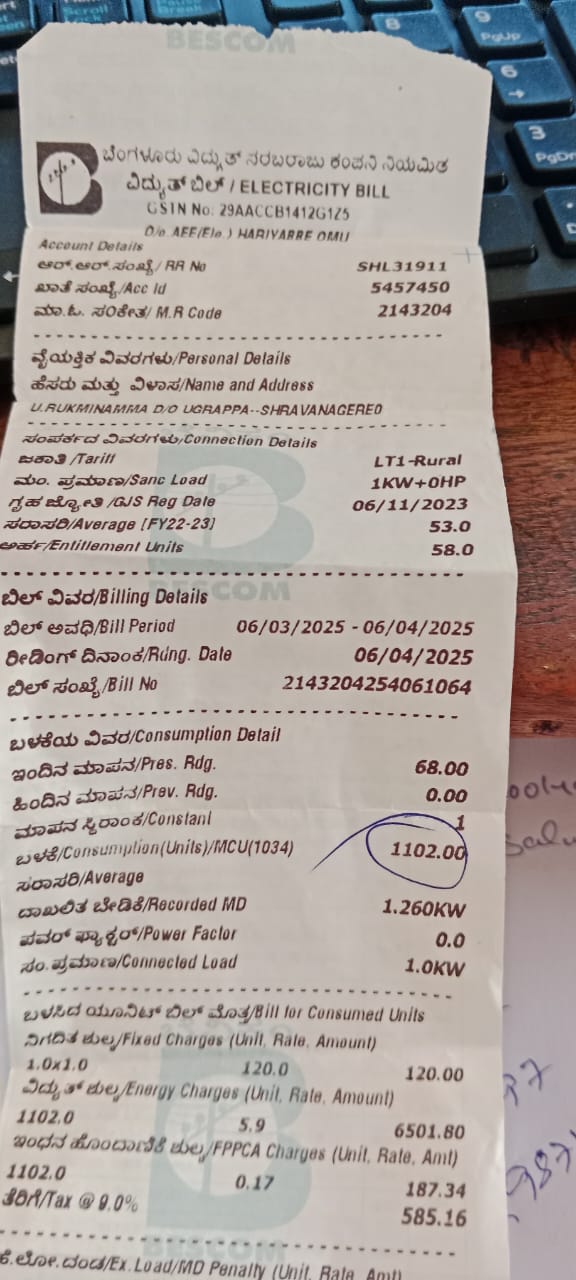 BESCOM
ಬೆಂಗಳೂರು ವಿದ್ಯುತ್ ಸರಬರಾಜು ಕಂಪನಿ ನಿಯಮಿತ
ವಿದ್ಯುತ್ ಬಿಲ್ / ELECTRICITY BILL
GSTN No: 29AACCB1412G1Z5
O/o AEE(Ele.) HARIYABBE OMU
Account Details
ಆರ್.ಆರ್.ಸಂಖ್ಯೆ/ RR No SHL31911
ಖಾತೆ ಸಂಖ್ಯೆ/Acc Id 5457450
ಮಾ.ಓ. ಸಂಕೇತ/ M.R Code 2143204
ವೈಯಕ್ತಿಕ ವಿವರಗಳು/Personal Details
ಹೆಸರು ಮತ್ತು ವಿಳಾಸ/Name and Address
U.RUKMINAMMA D/O UGRAPPA--SHRAVANAGERE0
ಸಂಪರ್ಕದ ವಿವರಗಳು/Connection Details
ಜಕಾತಿ /Tariff LT1-Rural
ಮಂ. ಪ್ರಮಾಣ/Sanc Load 1KW+0HP
ಗೃಹ ಜ್ಯೋತಿ /GJS Reg Date 06/11/2023
ಸರಾಸರಿ/Average [FY22-23] 53.0
ಅರ್ಹ/Entitlement Units 58.0
BESCOM
ಬಿಲ್ ವಿವರ/Billing Details
ಬಿಲ್ ಅವಧಿ/Bill Period 06/03/2025 - 06/04/2025
ರೀಡಿಂಗ್ ದಿನಾಂಕ/Rdng. Date 06/04/2025
ಬಿಲ್ ಸಂಖ್ಯೆ/Bill No 2143204254061064
ಬಳಕೆಯ ವಿವರ/Consumption Detail
ಇಂದಿನ ಮಾಪನ/Pres. Rdg. 68.00
ಹಿಂದಿನ ಮಾಪನ/Prev. Rdg. 0.00
ಮಾಪನ ಸ್ಥಿರಾಂಕ/Constant 1
ಬಳಕೆ/Consumption(Units)/MCU(1034) 1102.00
ಸರಾಸರಿ/Average
ದಾಖಲಿತ ಬೇಡಿಕೆ/Recorded MD 1.260KW
ಪವರ್ ಫ್ಯಾಕ್ಟರ್/Power Factor 0.0
ಸಂ.ಪ್ರಮಾಣ/Connected Load 1.0KW
ಬಳಸಿದ ಯೂನಿಟ್ ಬಿಲ್ ಮೊತ್ತ/Bill for Consumed Units
ನಿಗದಿತ ಶುಲ್ಕ/Fixed Charges (Unit, Rate, Amount)
1.0x1.0 120.0 120.00
ವಿದ್ಯುತ್ ಶುಲ್ಕ/Energy Charges (Unit, Rate, Amount)
1102.0 5.9 6501.80
ಇಂಧನ ಹೊಂದಾಣಿಕೆ ಶುಲ್ಕ/FPPCA Charges (Unit, Rate, Amt)
1102.0 0.17 187.34
ತೆರಿಗೆ/Tax @ 9.0% 585.16
BESCOM
ಹೆ.ಲೋ.ದಂಡ/Ex.Load/MD Penalty (Unit, Rate, Amt)
8
9
PgUp
6
3
PgDn